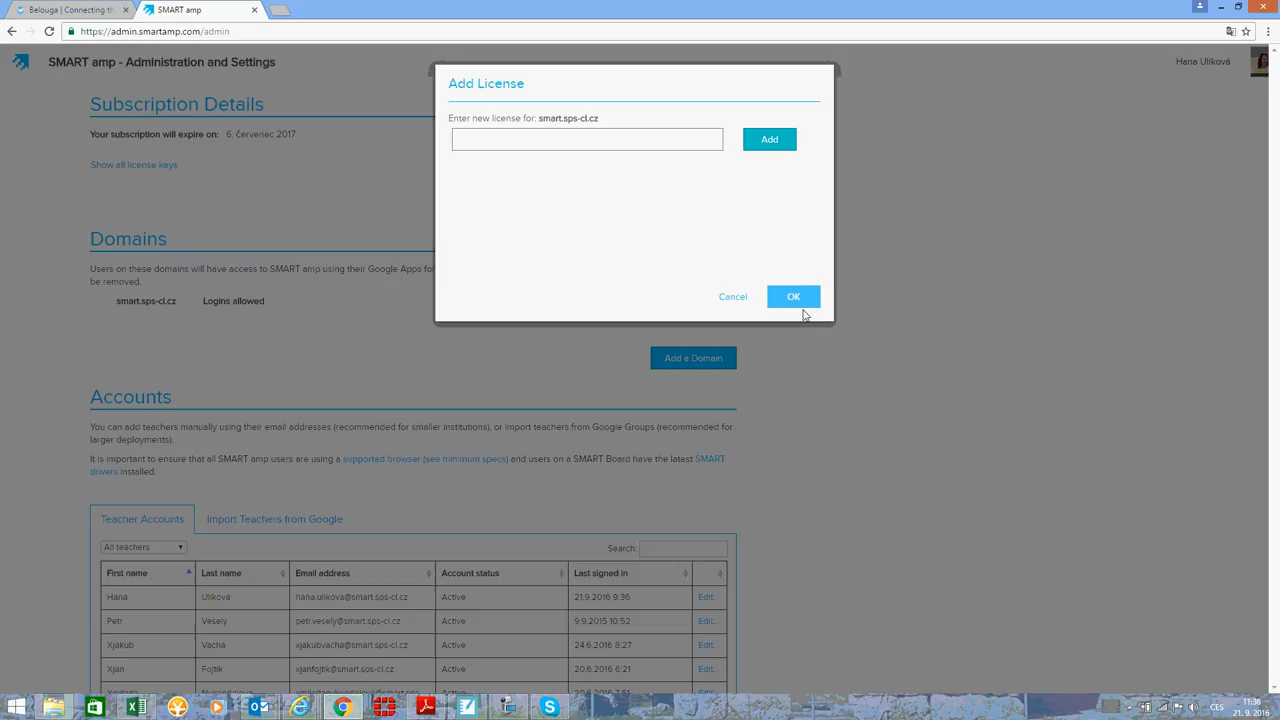 Belouga | Connecting th
SMART amp
https://admin.smartamp.com/admin
SMART amp - Administration and Settings
Hana Ulíková
Subscription Details
Your subscription will expire on: 6. červenec 2017
Show all license keys
Add License
Enter new license for: smart.sps-cl.cz
Add
Cancel
OK
Domains
Users on these domains will have access to SMART amp using their Google Apps for
be removed.
smart.sps-cl.cz Logins allowed
Add a Domain
Accounts
You can add teachers manually using their email addresses (recommended for smaller institutions), or import teachers from Google Groups (recommended for
larger deployments).
It is important to ensure that all SMART amp users are using a supported browser (see minimum specs) and users on a SMART Board have the latest SMART
drivers installed.
Teacher Accounts Import Teachers from Google
All teachers Search:
First name Last name Email address Account status Last signed in
Hana Ulíková hana.ulikova@smart.sps-cl.cz Active 21.9.2016 9:36 Edit...
Petr Veselý petr.vesely@smart.sps-cl.cz Active 9.9.2015 10:52 Edit...
Xjakub Vacha xjakubvacha@smart.sps-cl.cz Active 24.6.2016 8:27 Edit...
Xjan Fojtik xjanfojtik@smart.sps-cl.cz Active 20.6.2016 6:21 Edit...
CES
11:36
21. 9. 2016